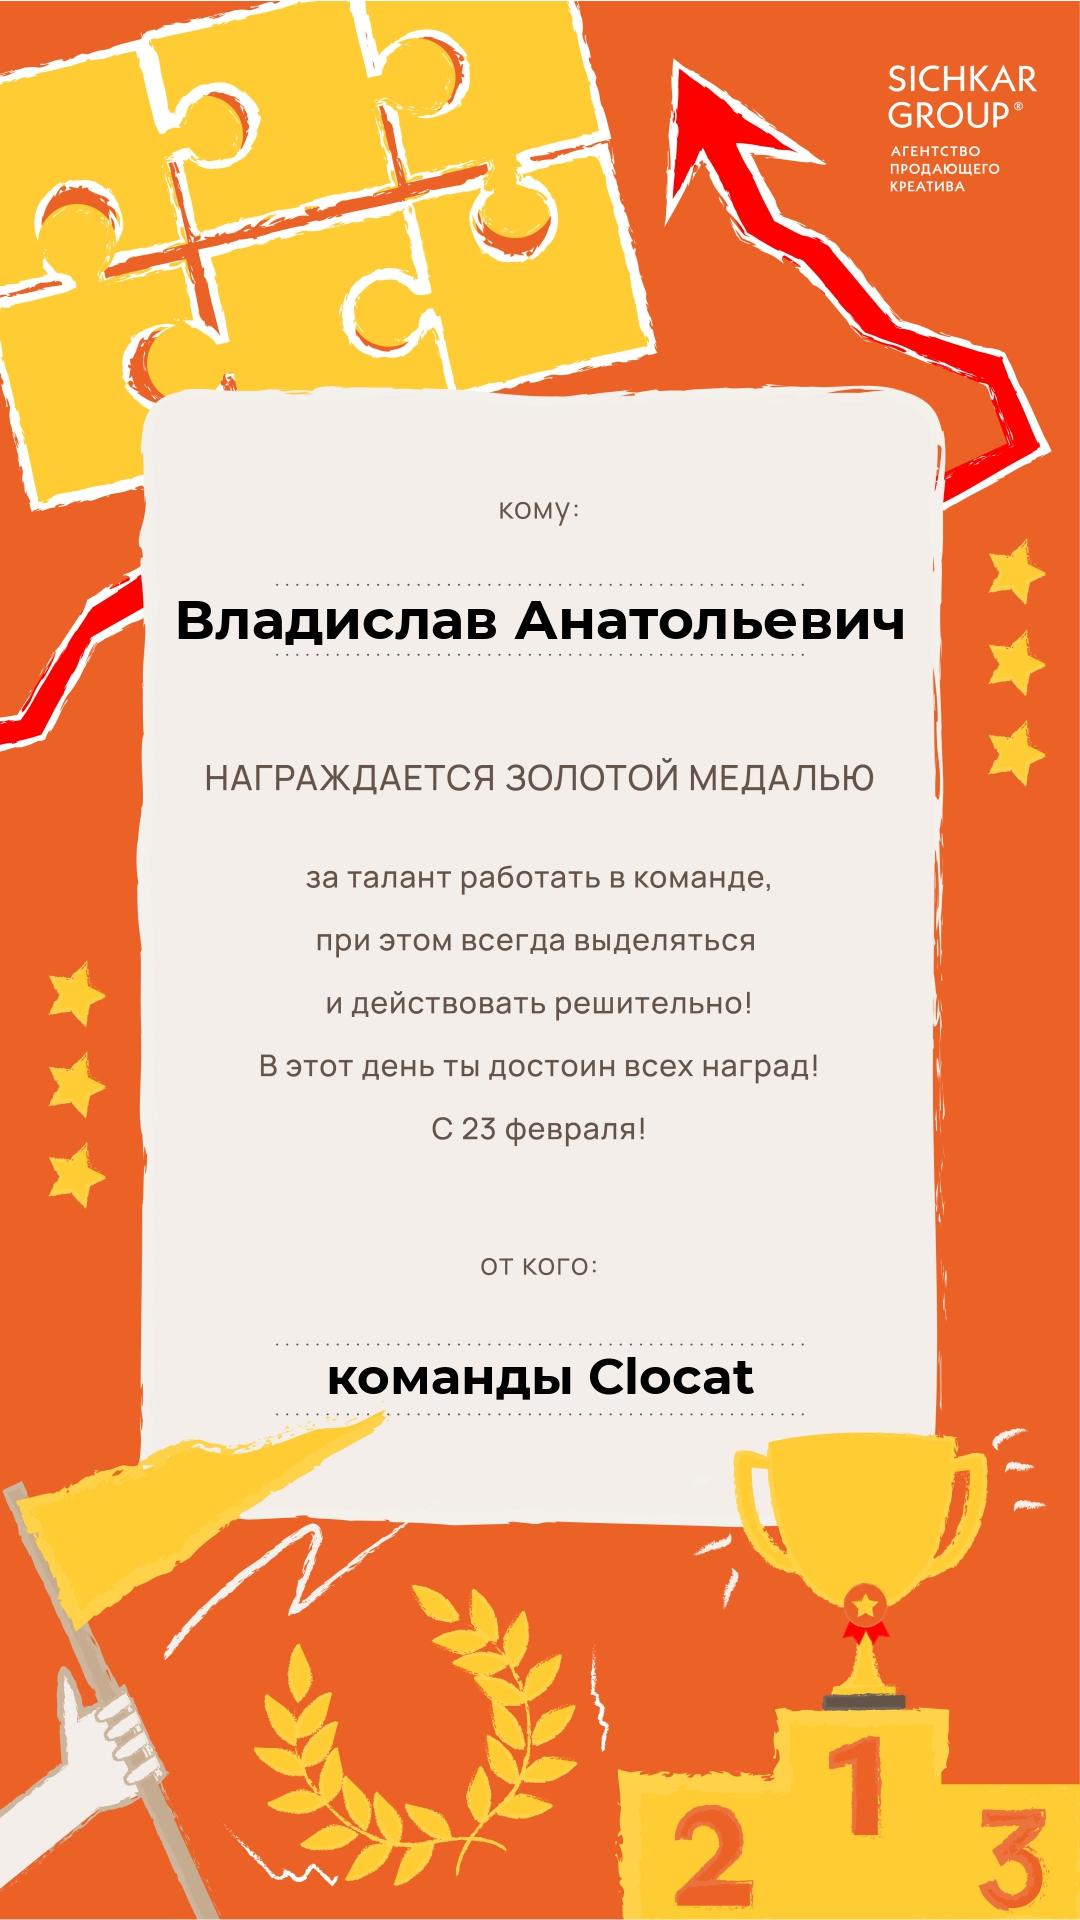 SICHKAR
GROUP®
АГЕНТСТВО
ПРОДАЮЩЕГО
КРЕАТИВА
кому:
Владислав Анатольевич
НАГРАЖДАЕТСЯ ЗОЛОТОЙ МЕДАЛЬЮ
за талант работать в команде,
при этом всегда выделяться
и действовать решительно!
В этот день ты достоин всех наград!
С 23 февраля!
от кого:
команды Clocat
1
2
3